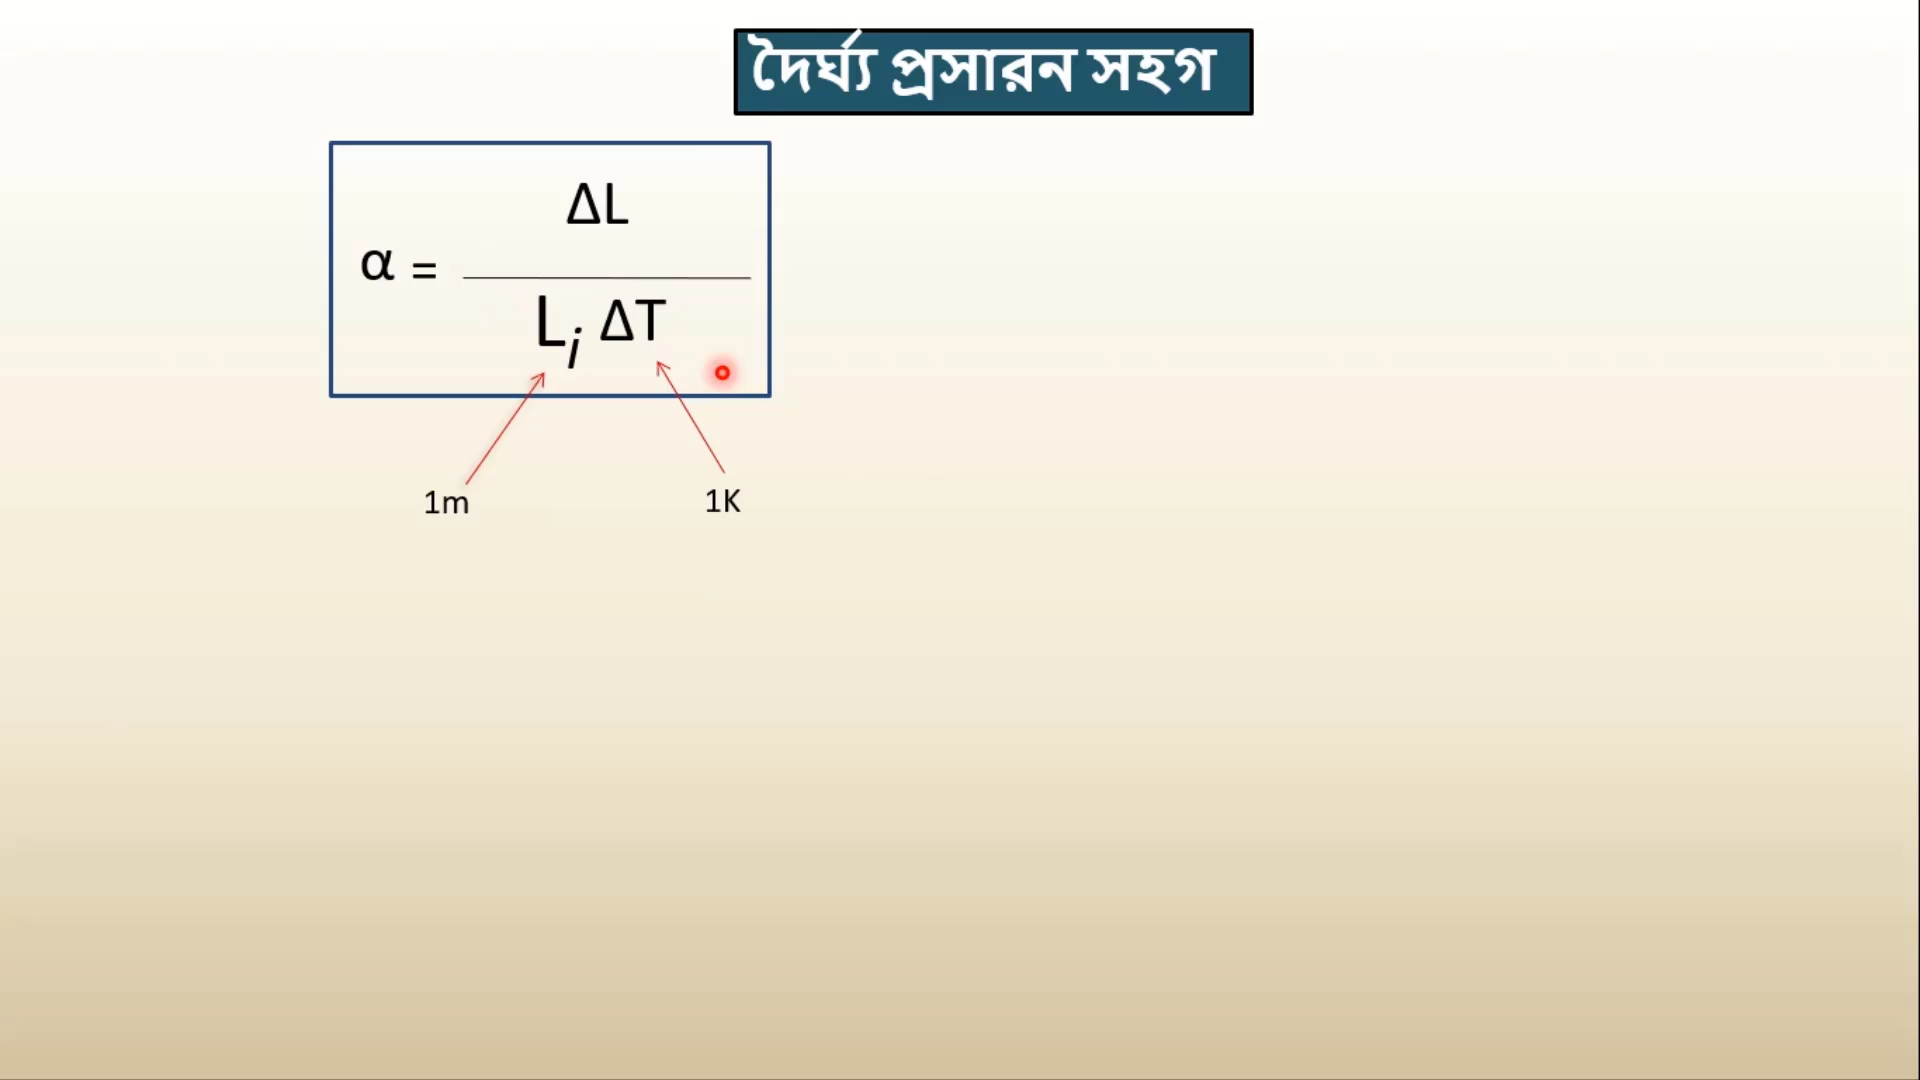 দৈর্ঘ্য প্রসারন সহগ
ΔL
α =
Li ΔT
1m 1K